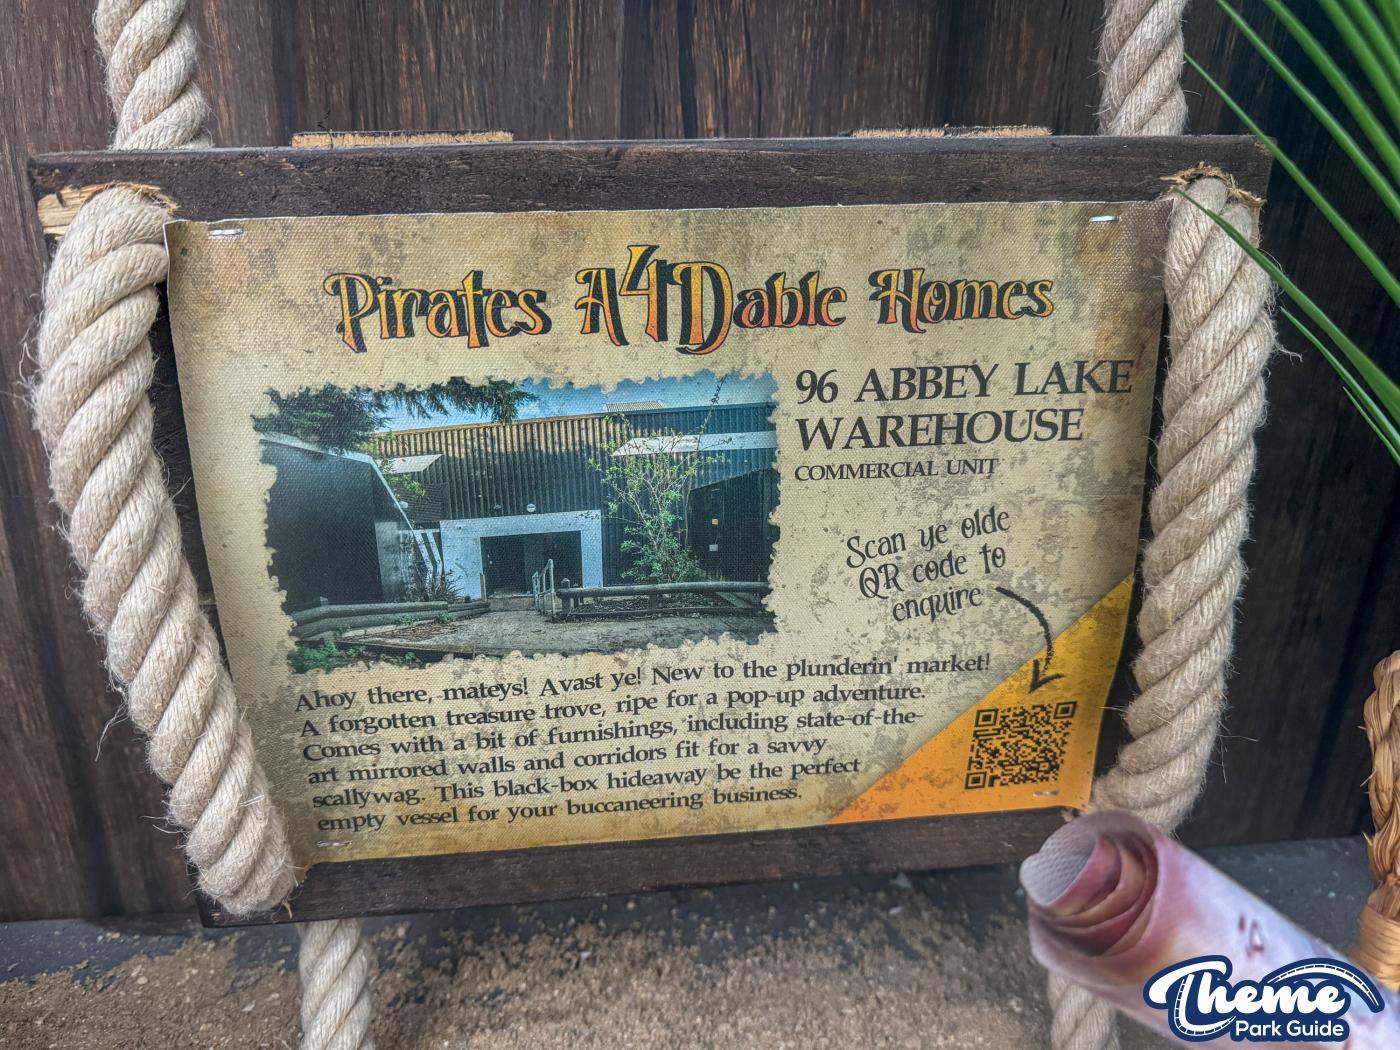 Pirates A4Dable Homes
96 ABBEY LAKE
WAREHOUSE
COMMERCIAL UNIT
Scan ye olde
QR code to
enquire
Ahoy there, mateys! Avast ye! New to the plunderin' market!
A forgotten treasure trove, ripe for a pop-up adventure.
Comes with a bit of furnishings, including state-of-the-
art mirrored walls and corridors fit for a savvy
scallywag. This black-box hideaway be the perfect
empty vessel for your buccaneering business.
Theme
Park Guide